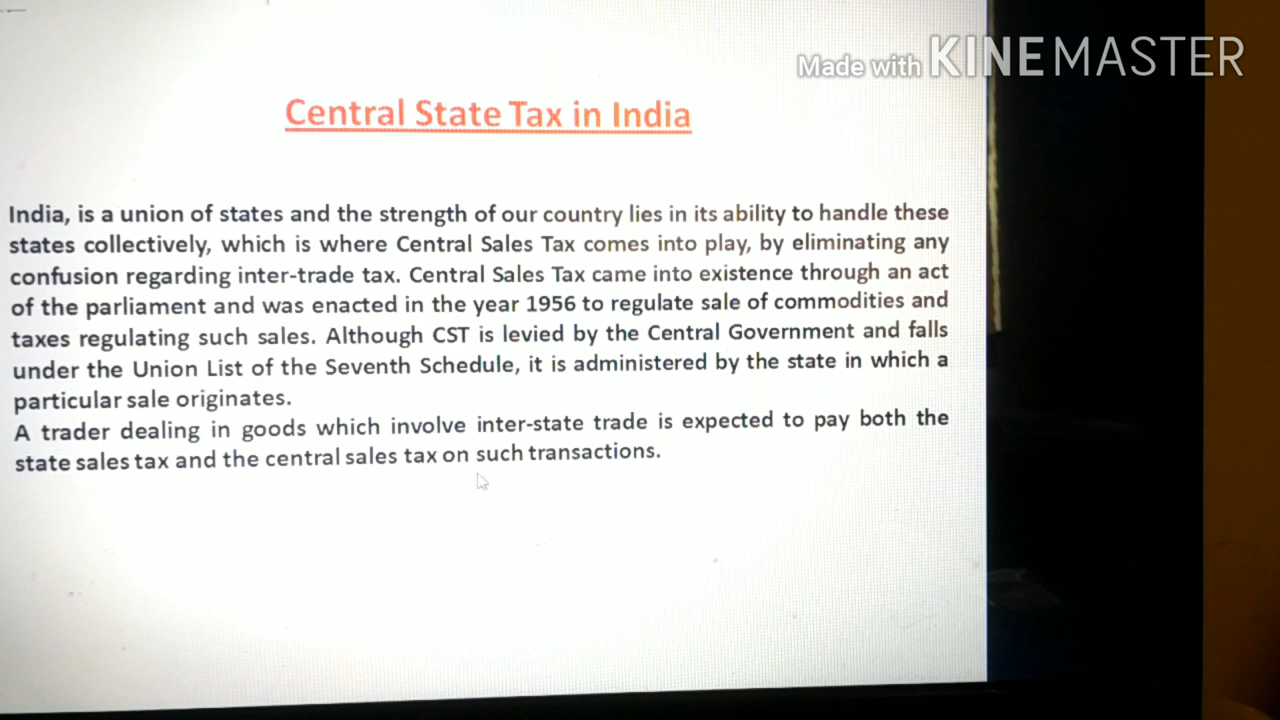 Made with KINEMASTER
Central State Tax in India
India, is a union of states and the strength of our country lies in its ability to handle these
states collectively, which is where Central Sales Tax comes into play, by eliminating any
confusion regarding inter-trade tax. Central Sales Tax came into existence through an act
of the parliament and was enacted in the year 1956 to regulate sale of commodities and
taxes regulating such sales. Although CST is levied by the Central Government and falls
under the Union List of the Seventh Schedule, it is administered by the state in which a
particular sale originates.
A trader dealing in goods which involve inter-state trade is expected to pay both the
state sales tax and the central sales tax on such transactions.